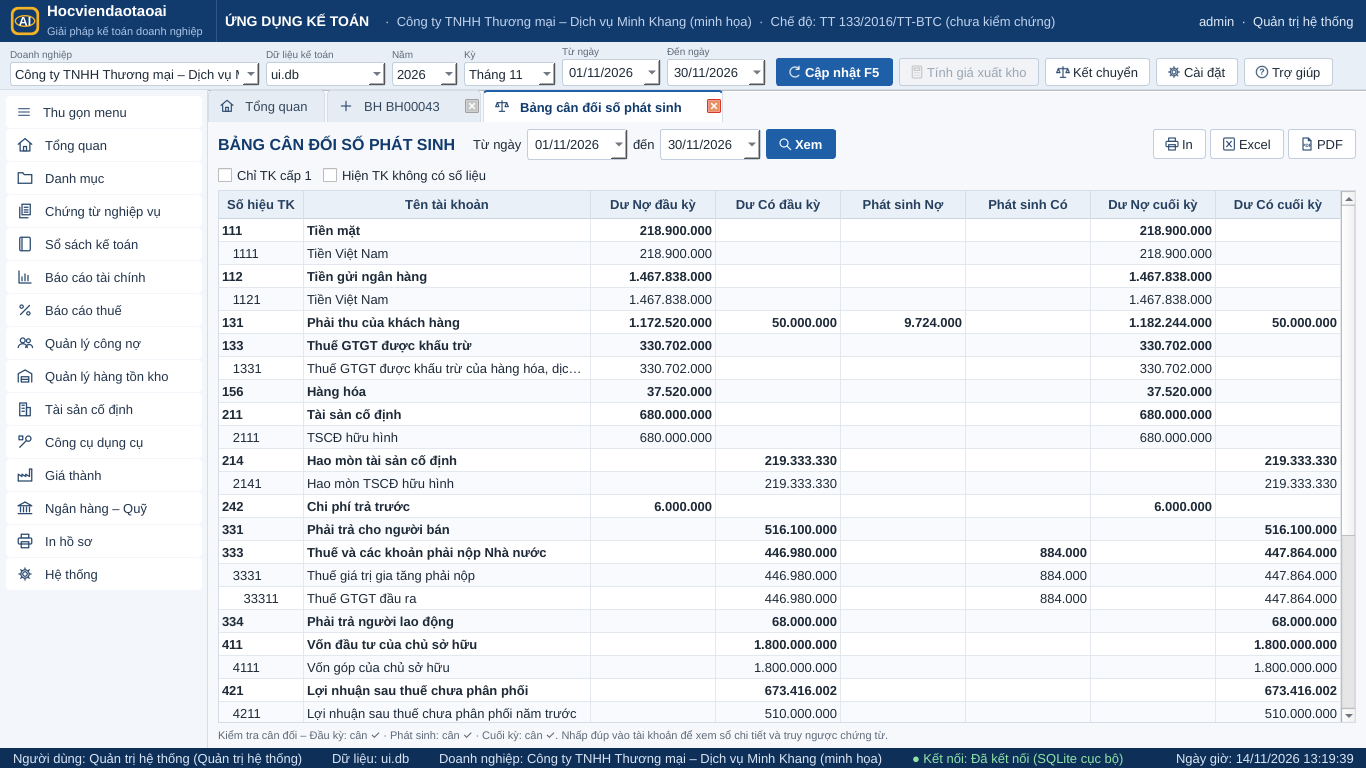 AI Hocviendaotaoai
Giải pháp kế toán doanh nghiệp
ỨNG DỤNG KẾ TOÁN · Công ty TNHH Thương mại – Dịch vụ Minh Khang (minh họa) · Chế độ: TT 133/2016/TT-BTC (chưa kiểm chứng)
admin · Quản trị hệ thống
Doanh nghiệp Dữ liệu kế toán Năm Kỳ Từ ngày Đến ngày
Công ty TNHH Thương mại – Dịch vụ ui.db 2026 Tháng 11 01/11/2026 30/11/2026 Cập nhật F5 Tính giá xuất kho Kết chuyển Cài đặt Trợ giúp
Thu gọn menu
Tổng quan
Danh mục
Chứng từ nghiệp vụ
Sổ sách kế toán
Báo cáo tài chính
Báo cáo thuế
Quản lý công nợ
Quản lý hàng tồn kho
Tài sản cố định
Công cụ dụng cụ
Giá thành
Ngân hàng – Quỹ
In hồ sơ
Hệ thống
Tổng quan BH BH00043 Bảng cân đối số phát sinh
BẢNG CÂN ĐỐI SỐ PHÁT SINH Từ ngày 01/11/2026 đến 30/11/2026 Xem In Excel PDF
Chỉ TK cấp 1 Hiện TK không có số liệu
Số hiệu TK Tên tài khoản Dư Nợ đầu kỳ Dư Có đầu kỳ Phát sinh Nợ Phát sinh Có Dư Nợ cuối kỳ Dư Có cuối kỳ
111 Tiền mặt 218.900.000 218.900.000
1111 Tiền Việt Nam 218.900.000 218.900.000
112 Tiền gửi ngân hàng 1.467.838.000 1.467.838.000
1121 Tiền Việt Nam 1.467.838.000 1.467.838.000
131 Phải thu của khách hàng 1.172.520.000 50.000.000 9.724.000 1.182.244.000 50.000.000
133 Thuế GTGT được khấu trừ 330.702.000 330.702.000
1331 Thuế GTGT được khấu trừ của hàng hóa, dịc… 330.702.000 330.702.000
156 Hàng hóa 37.520.000 37.520.000
211 Tài sản cố định 680.000.000 680.000.000
2111 TSCĐ hữu hình 680.000.000 680.000.000
214 Hao mòn tài sản cố định 219.333.330 219.333.330
2141 Hao mòn TSCĐ hữu hình 219.333.330 219.333.330
242 Chi phí trả trước 6.000.000 6.000.000
331 Phải trả cho người bán 516.100.000 516.100.000
333 Thuế và các khoản phải nộp Nhà nước 446.980.000 884.000 447.864.000
3331 Thuế giá trị gia tăng phải nộp 446.980.000 884.000 447.864.000
33311 Thuế GTGT đầu ra 446.980.000 884.000 447.864.000
334 Phải trả người lao động 68.000.000 68.000.000
411 Vốn đầu tư của chủ sở hữu 1.800.000.000 1.800.000.000
4111 Vốn góp của chủ sở hữu 1.800.000.000 1.800.000.000
421 Lợi nhuận sau thuế chưa phân phối 673.416.002 673.416.002
4211 Lợi nhuận sau thuế chưa phân phối năm trước 510.000.000 510.000.000
Kiểm tra cân đối – Đầu kỳ: cân ✓ · Phát sinh: cân ✓ · Cuối kỳ: cân ✓. Nhấp đúp vào tài khoản để xem sổ chi tiết và truy ngược chứng từ.
Người dùng: Quản trị hệ thống (Quản trị hệ thống) Dữ liệu: ui.db Doanh nghiệp: Công ty TNHH Thương mại – Dịch vụ Minh Khang (minh họa) ● Kết nối: Đã kết nối (SQLite cục bộ) Ngày giờ: 14/11/2026 13:19:39